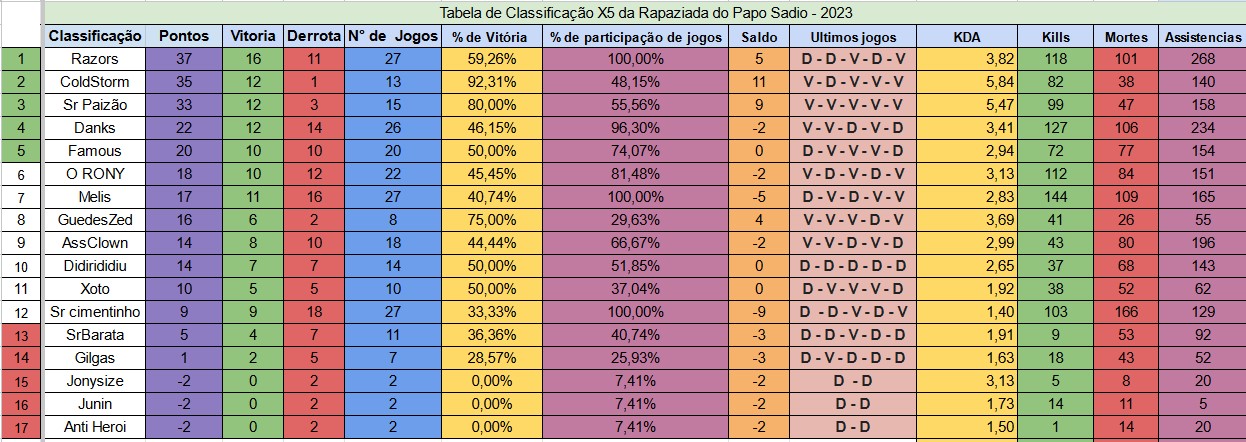 Tabela de Classificação X5 da Rapaziada do Papo Sadio - 2023
Classificação Pontos Vitoria Derrota N° de Jogos % de Vitória % de participação de jogos Saldo Ultimos jogos KDA Kills Mortes Assistencias
1 Razors 37 16 11 27 59,26% 100,00% 5 D - D - V - D - V 3,82 118 101 268
2 ColdStorm 35 12 1 13 92,31% 48,15% 11 V - D - V - V - V 5,84 82 38 140
3 Sr Paizão 33 12 3 15 80,00% 55,56% 9 V - V - V - V - V 5,47 99 47 158
4 Danks 22 12 14 26 46,15% 96,30% -2 V - V - D - V - D 3,41 127 106 234
5 Famous 20 10 10 20 50,00% 74,07% 0 D - V - V - V - D 2,94 72 77 154
6 O RONY 18 10 12 22 45,45% 81,48% -2 D - V - D - V - D 3,13 112 84 151
7 Melis 17 11 16 27 40,74% 100,00% -5 D - V - D - V - D 2,83 144 109 165
8 GuedesZed 16 6 2 8 75,00% 29,63% 4 V - V - V - D - V 3,69 41 26 55
9 AssClown 14 8 10 18 44,44% 66,67% -2 V - V - D - V - D 2,99 43 80 196
10 Didirididiu 14 7 7 14 50,00% 51,85% 0 D - D - D - D - D 2,65 37 68 143
11 Xoto 10 5 5 10 50,00% 37,04% 0 D - V - V - V - D 1,92 38 52 62
12 Sr cimentinho 9 9 18 27 33,33% 100,00% -9 D - D - V - D - V 1,40 103 166 129
13 SrBarata 5 4 7 11 36,36% 40,74% -3 D - D - V - D - D 1,91 9 53 92
14 Gilgas 1 2 5 7 28,57% 25,93% -3 D - V - D - D - D 1,63 18 43 52
15 Jonysize -2 0 2 2 0,00% 7,41% -2 D - D 3,13 5 8 20
16 Junin -2 0 2 2 0,00% 7,41% -2 D - D 1,73 14 11 5
17 Anti Heroi -2 0 2 2 0,00% 7,41% -2 D - D 1,50 1 14 20